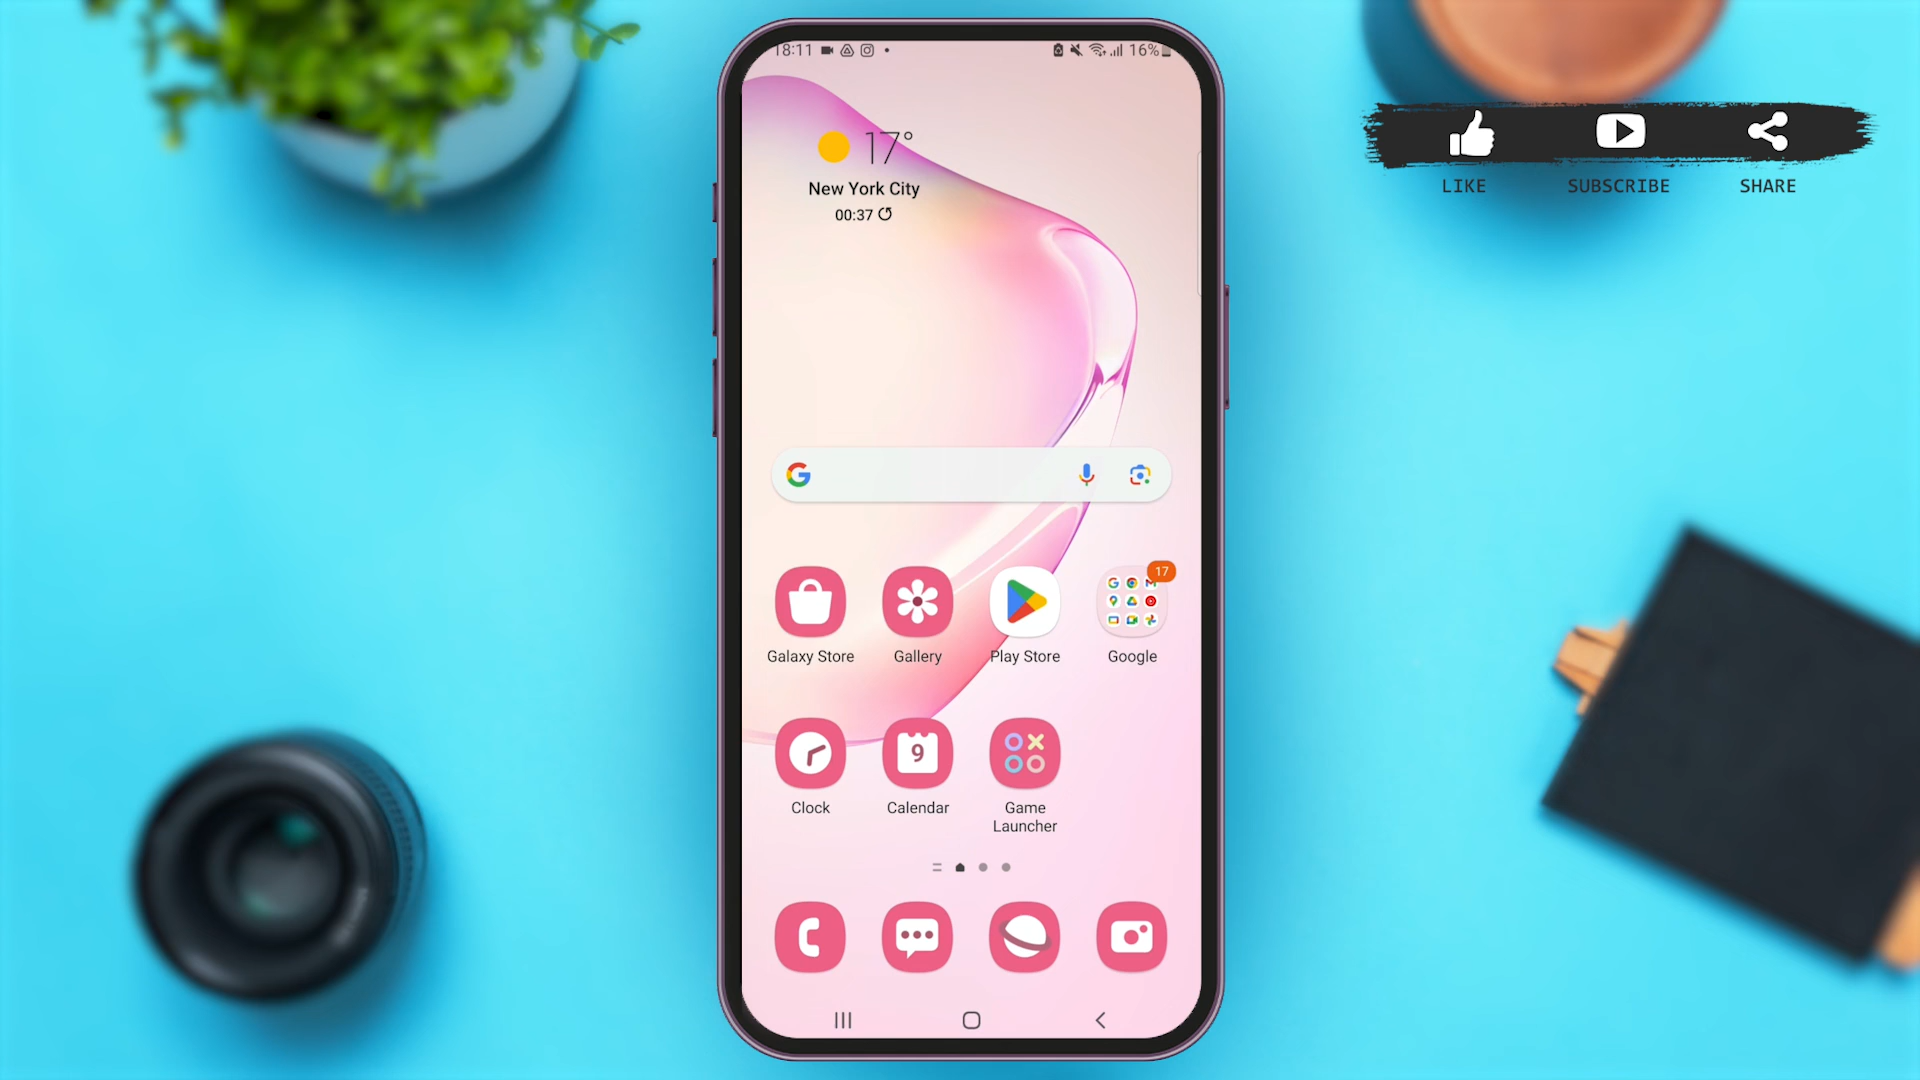 18:11
16%
17°
New York City
00:37
LIKE
SUBSCRIBE
SHARE
17
Galaxy Store
Gallery
Play Store
Google
9
Clock
Calendar
Game
Launcher